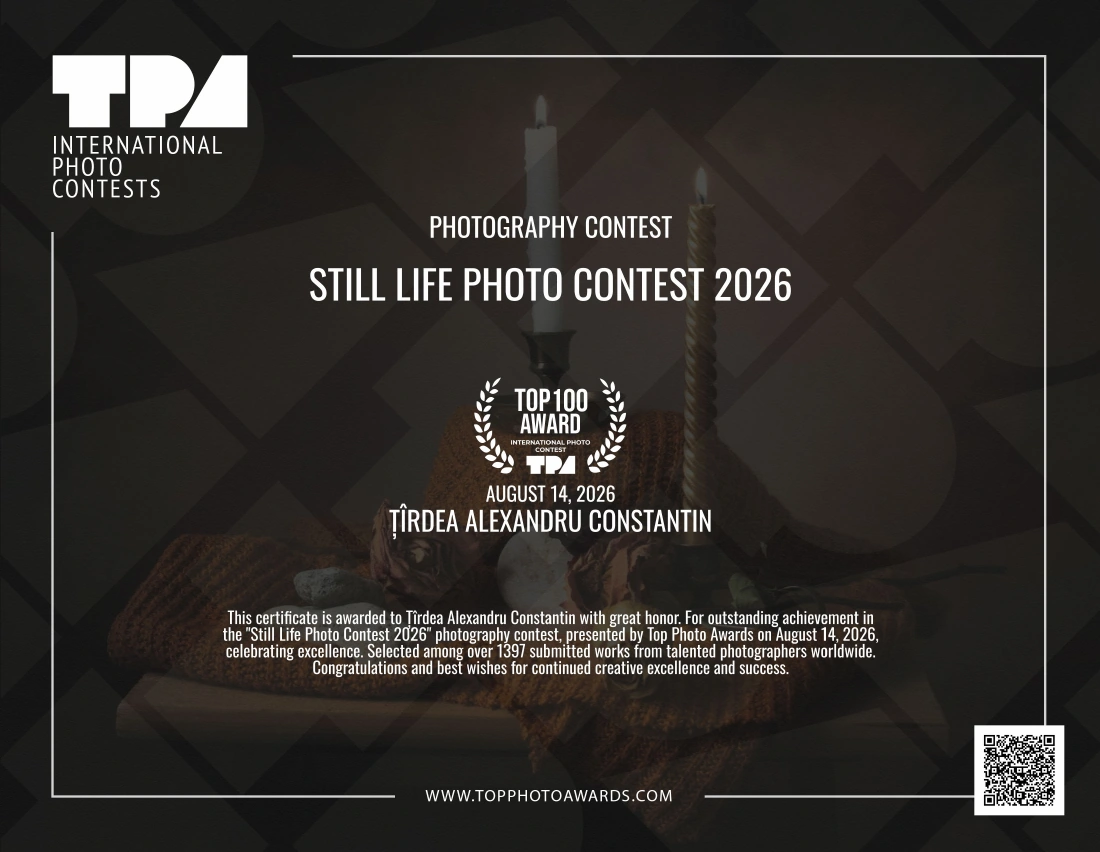 TPA
INTERNATIONAL
PHOTO
CONTESTS
PHOTOGRAPHY CONTEST
STILL LIFE PHOTO CONTEST 2026
TOP 100
AWARD
INTERNATIONAL PHOTO
CONTEST
TPA
AUGUST 14, 2026
ȚÎRDEA ALEXANDRU CONSTANTIN
This certificate is awarded to Țîrdea Alexandru Constantin with great honor. For outstanding achievement in
the "Still Life Photo Contest 2026" photography contest, presented by Top Photo Awards on August 14, 2026,
celebrating excellence. Selected among over 1397 submitted works from talented photographers worldwide.
Congratulations and best wishes for continued creative excellence and success.
WWW.TOPPHOTOAWARDS.COM